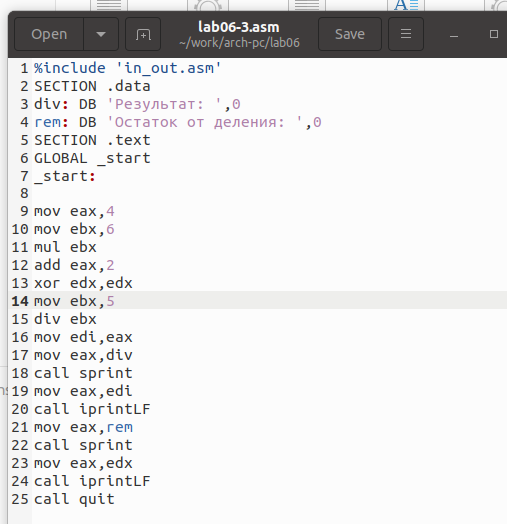 Open
lab06-3.asm
~/work/arch-pc/lab06
Save
1 %include 'in_out.asm'
2 SECTION .data
3 div: DB 'Результат: ',0
4 rem: DB 'Остаток от деления: ',0
5 SECTION .text
6 GLOBAL _start
7 _start:
8
9 mov eax,4
10 mov ebx,6
11 mul ebx
12 add eax,2
13 xor edx,edx
14 mov ebx,5
15 div ebx
16 mov edi,eax
17 mov eax,div
18 call sprint
19 mov eax,edi
20 call iprintLF
21 mov eax,rem
22 call sprint
23 mov eax,edx
24 call iprintLF
25 call quit